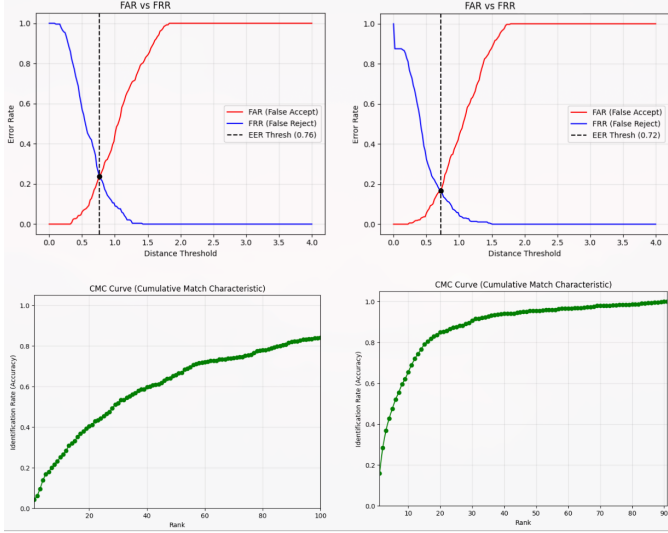 FAR vs FRR
Error Rate
1.0
0.8
0.6
0.4
0.2
0.0
FAR (False Accept)
FRR (False Reject)
EER Thresh (0.76)
0.0 0.5 1.0 1.5 2.0 2.5 3.0 3.5 4.0
Distance Threshold
FAR vs FRR
Error Rate
1.0
0.8
0.6
0.4
0.2
0.0
FAR (False Accept)
FRR (False Reject)
EER Thresh (0.72)
0.0 0.5 1.0 1.5 2.0 2.5 3.0 3.5 4.0
Distance Threshold
CMC Curve (Cumulative Match Characteristic)
Identification Rate (Accuracy)
1.0
0.8
0.6
0.4
0.2
0.0
20 40 60 80 100
Rank
CMC Curve (Cumulative Match Characteristic)
Identification Rate (Accuracy)
1.0
0.8
0.6
0.4
0.2
0.0
10 20 30 40 50 60 70 80 90
Rank